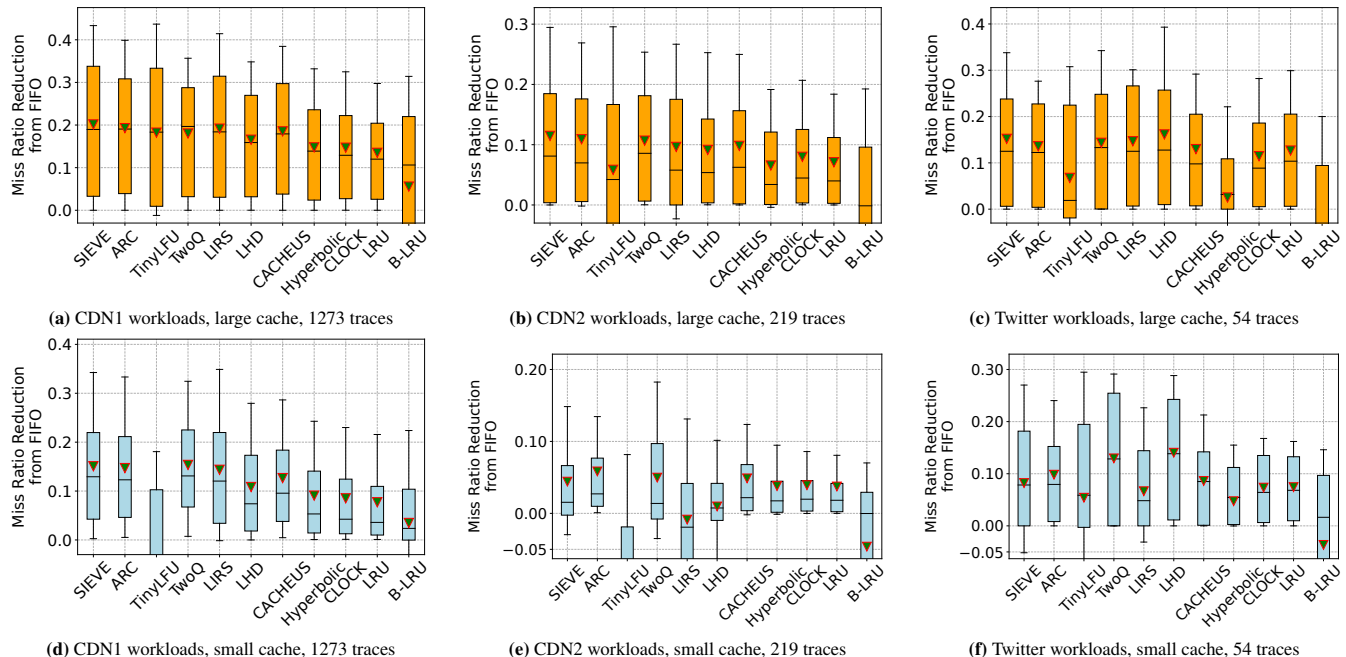 Miss Ratio Reduction
from FIFO
0.4
0.3
0.2
0.1
0.0
SIEVE
ARC
TinyLFU
TwoQ
LIRS
LHD
CACHEUS
Hyperbolic
CLOCK
LRU
B-LRU
(a) CDN1 workloads, large cache, 1273 traces
Miss Ratio Reduction
from FIFO
0.3
0.2
0.1
0.0
SIEVE
ARC
TinyLFU
TwoQ
LIRS
LHD
CACHEUS
Hyperbolic
CLOCK
LRU
B-LRU
(b) CDN2 workloads, large cache, 219 traces
Miss Ratio Reduction
from FIFO
0.4
0.3
0.2
0.1
0.0
SIEVE
ARC
TinyLFU
TwoQ
LIRS
LHD
CACHEUS
Hyperbolic
CLOCK
LRU
B-LRU
(c) Twitter workloads, large cache, 54 traces
Miss Ratio Reduction
from FIFO
0.4
0.3
0.2
0.1
0.0
SIEVE
ARC
TinyLFU
TwoQ
LIRS
LHD
CACHEUS
Hyperbolic
CLOCK
LRU
B-LRU
(d) CDN1 workloads, small cache, 1273 traces
Miss Ratio Reduction
from FIFO
0.20
0.10
0.00
−0.05
SIEVE
ARC
TinyLFU
TwoQ
LIRS
LHD
CACHEUS
Hyperbolic
CLOCK
LRU
B-LRU
(e) CDN2 workloads, small cache, 219 traces
Miss Ratio Reduction
from FIFO
0.30
0.20
0.10
0.00
−0.05
SIEVE
ARC
TinyLFU
TwoQ
LIRS
LHD
CACHEUS
Hyperbolic
CLOCK
LRU
B-LRU
(f) Twitter workloads, small cache, 54 traces